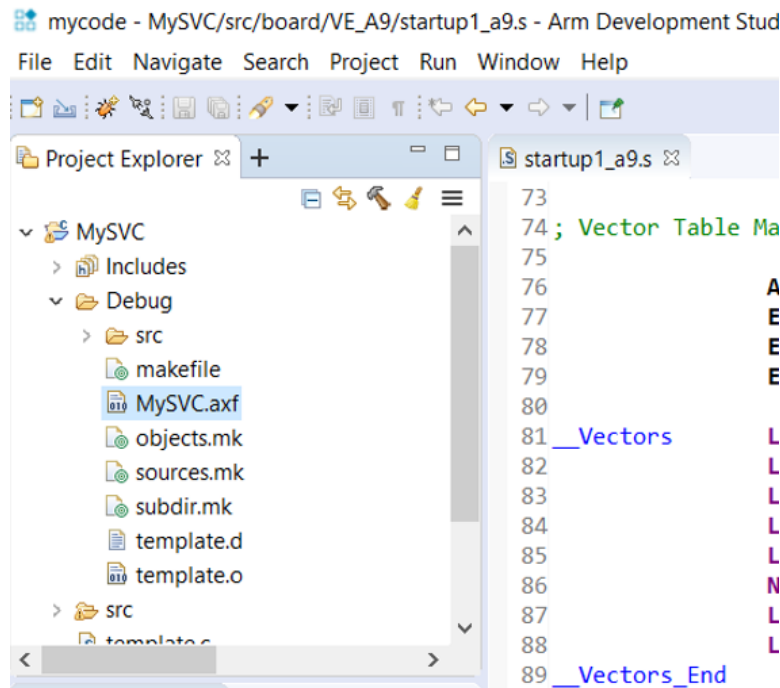 mycode - MySVC/src/board/VE_A9/startup1_a9.s - Arm Development Stud
File Edit Navigate Search Project Run Window Help
Project Explorer
startup1_a9.s
MySVC
Includes
Debug
src
makefile
MySVC.axf
objects.mk
sources.mk
subdir.mk
template.d
template.o
src
template.c
73
74 ; Vector Table Ma
75
76 A
77 E
78 E
79 E
80
81 __Vectors L
82 L
83 L
84 L
85 L
86 N
87 L
88 L
89 __Vectors_End